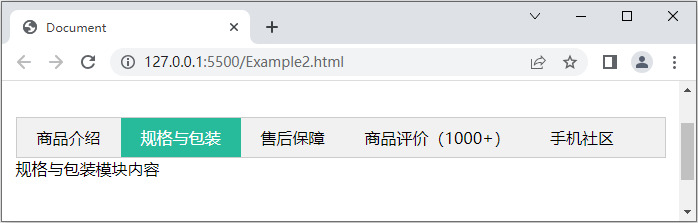 Document
127.0.0.1:5500/Example2.html
商品介绍 规格与包装 售后保障 商品评价（1000+） 手机社区
规格与包装模块内容